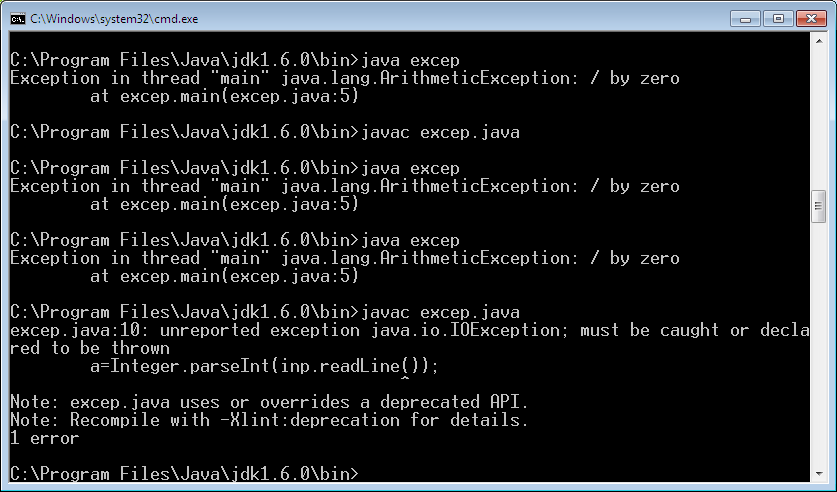 C:\Windows\system32\cmd.exe
C:\Program Files\Java\jdk1.6.0\bin>java excep
Exception in thread "main" java.lang.ArithmeticException: / by zero
        at excep.main(excep.java:5)
C:\Program Files\Java\jdk1.6.0\bin>javac excep.java
C:\Program Files\Java\jdk1.6.0\bin>java excep
Exception in thread "main" java.lang.ArithmeticException: / by zero
        at excep.main(excep.java:5)
C:\Program Files\Java\jdk1.6.0\bin>java excep
Exception in thread "main" java.lang.ArithmeticException: / by zero
        at excep.main(excep.java:5)
C:\Program Files\Java\jdk1.6.0\bin>javac excep.java
excep.java:10: unreported exception java.io.IOException; must be caught or decla
red to be thrown
        a=Integer.parseInt(inp.readLine());
                                       ^
Note: excep.java uses or overrides a deprecated API.
Note: Recompile with -Xlint:deprecation for details.
1 error
C:\Program Files\Java\jdk1.6.0\bin>